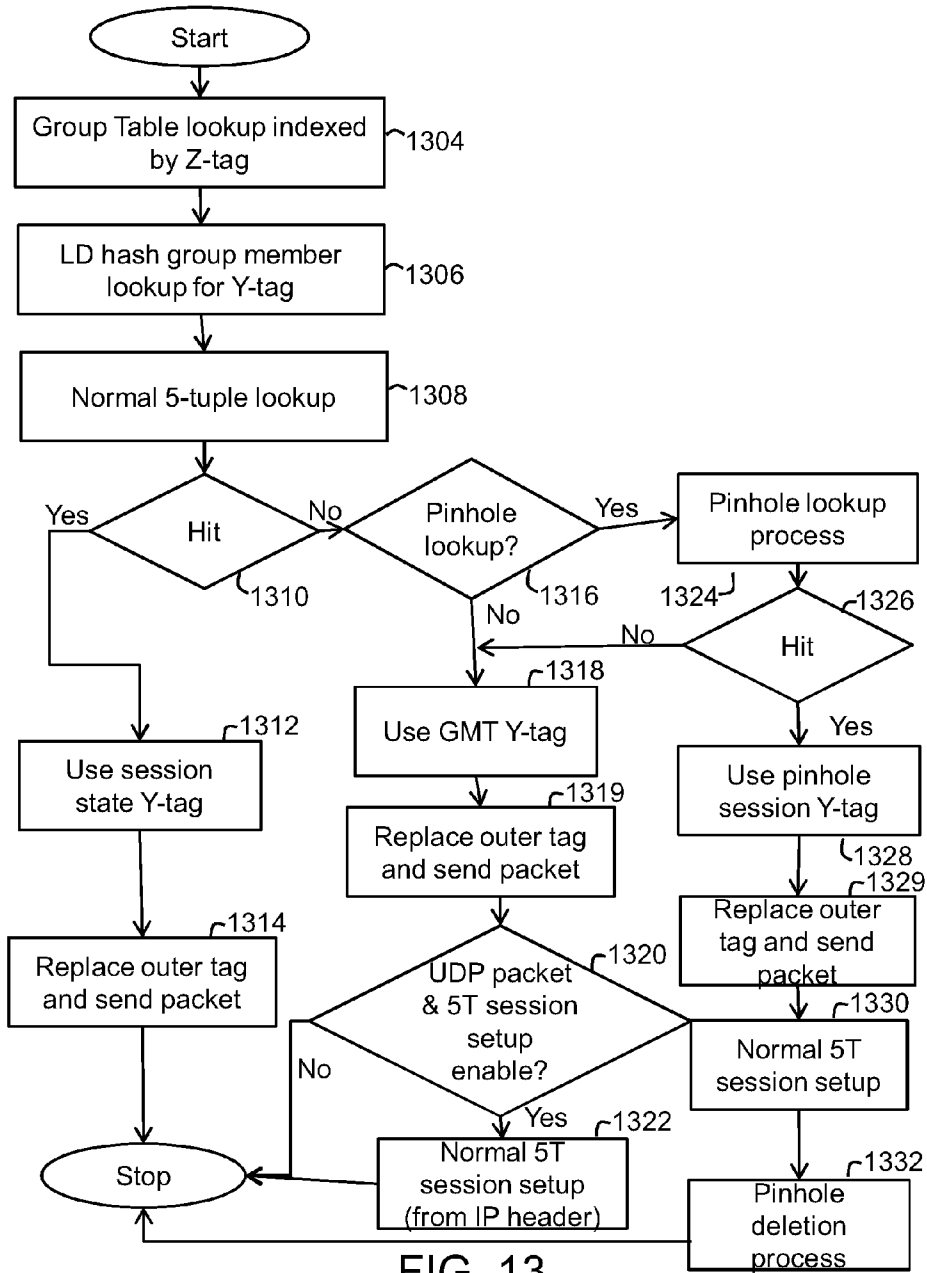 Start
Group Table lookup indexed
by Z-tag
1304
LD hash group member
lookup for Y-tag
1306
Normal 5-tuple lookup
1308
Yes
Hit
No
1310
Pinhole
lookup?
Yes
1316
No
Pinhole lookup
process
1324
1326
Hit
No
Yes
1312
Use session
state Y-tag
1318
Use GMT Y-tag
Use pinhole
session Y-tag
1328
1319
Replace outer tag
and send packet
1329
Replace outer
tag and send
packet
1314
Replace outer tag
and send packet
1320
UDP packet
& 5T session
setup
enable?
No
Yes
1330
Normal 5T
session setup
1322
Normal 5T
session setup
(from IP header)
Stop
1332
Pinhole
deletion
process
FIG. 13